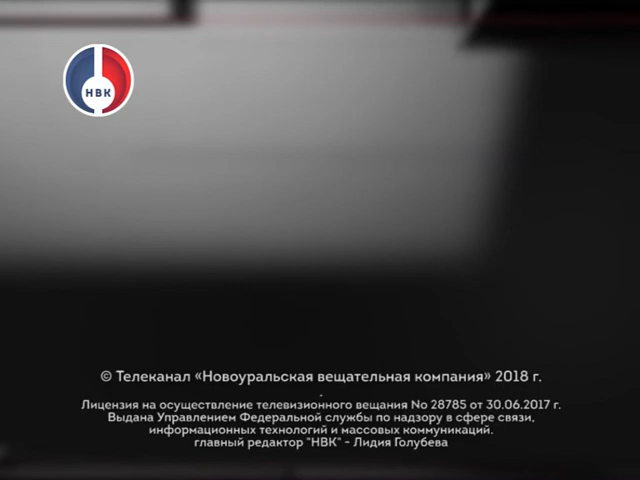 НВК
© Телеканал «Новоуральская вещательная компания» 2018 г.
Лицензия на осуществление телевизионного вещания No 28785 от 30.06.2017 г.
Выдана Управлением Федеральной службы по надзору в сфере связи,
информационных технологий и массовых коммуникаций.
главный редактор "НВК" - Лидия Голубева